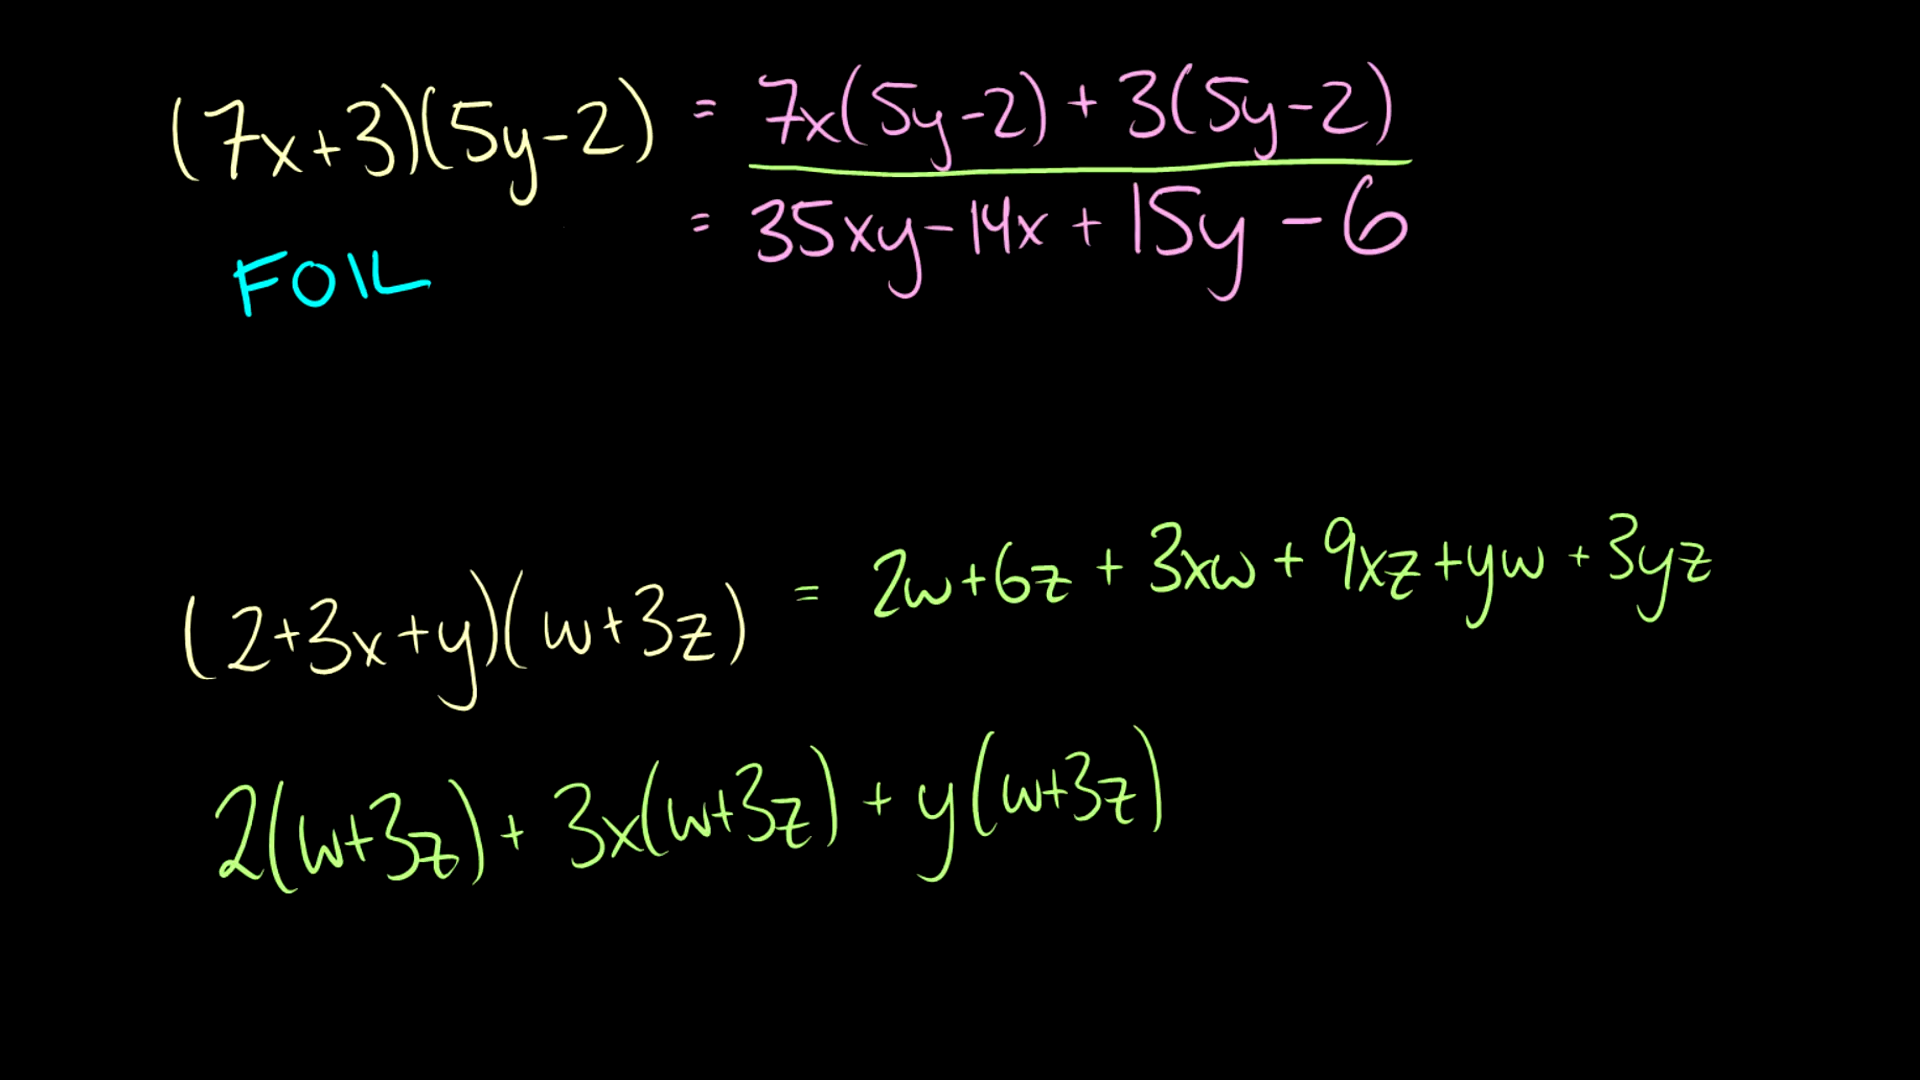 (7x+3)(5y-2) = 7x(5y-2) + 3(5y-2)
= 35xy-14x + 15y - 6
FOIL
(2+3x+y)(w+3z) = 2w+6z + 3xw + 9xz+yw + 3yz
2(w+3z) + 3x(w+3z) + y(w+3z)